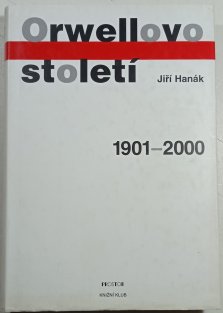 Orwellovo
století
Jiří Hanák
1901–2000
PROSTOR
KNIŽNÍ KLUB